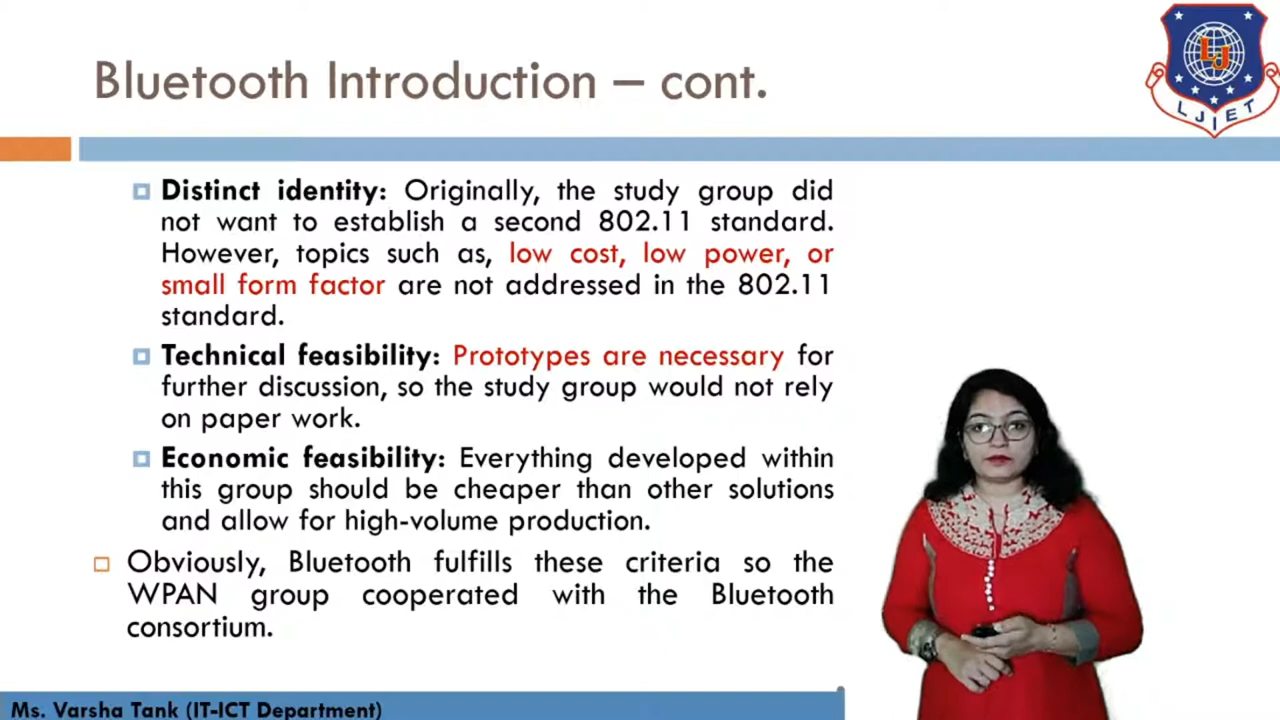 Bluetooth Introduction – cont.
LJ
LJIET
Distinct identity: Originally, the study group did
not want to establish a second 802.11 standard.
However, topics such as, low cost, low power, or
small form factor are not addressed in the 802.11
standard.
Technical feasibility: Prototypes are necessary for
further discussion, so the study group would not rely
on paper work.
Economic feasibility: Everything developed within
this group should be cheaper than other solutions
and allow for high-volume production.
Obviously, Bluetooth fulfills these criteria so the
WPAN group cooperated with the Bluetooth
consortium.
Ms. Varsha Tank (IT-ICT Department)